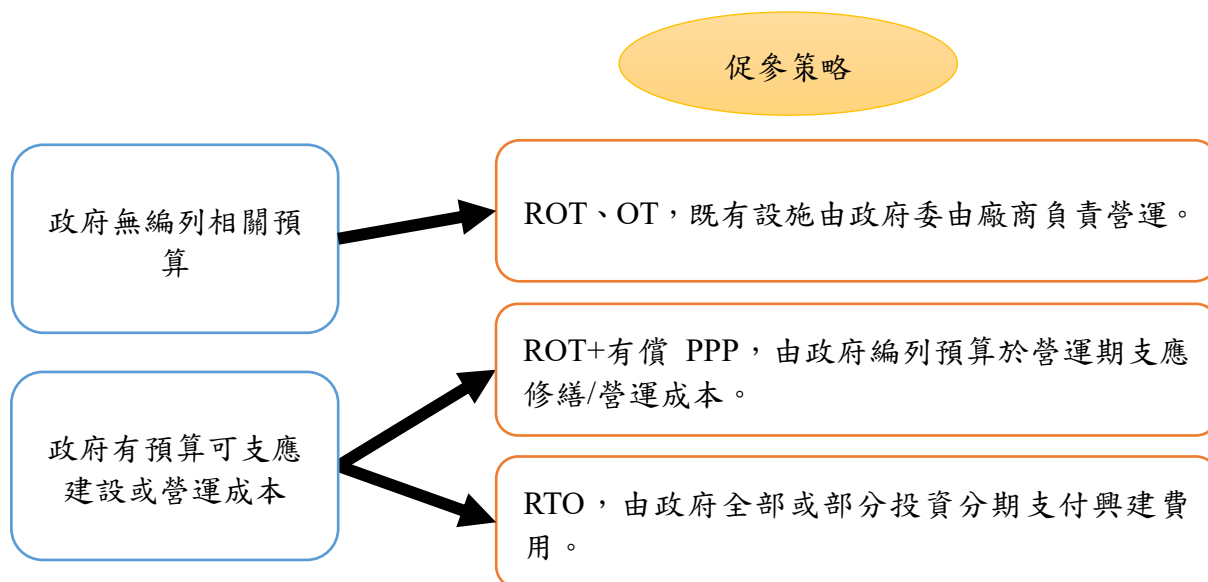 促參策略
政府無編列相關預
算
ROT、OT，既有設施由政府委由廠商負責營運。
政府有預算可支應
建設或營運成本
ROT+有償 PPP，由政府編列預算於營運期支應
修繕/營運成本。
RTO，由政府全部或部分投資分期支付興建費
用。